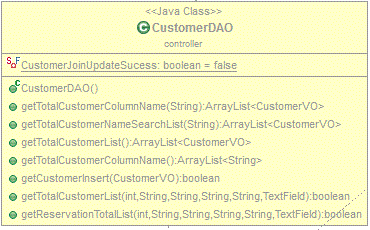 <<Java Class>>
CustomerDAO
controller
CustomerJoinUpdateSucess: boolean = false
CustomerDAO()
getTotalCustomerColumnName(String):ArrayList<CustomerVO>
getTotalCustomerNameSearchList(String):ArrayList<CustomerVO>
getTotalCustomerList():ArrayList<CustomerVO>
getTotalCustomerColumnName():ArrayList<String>
getCustomerInsert(CustomerVO):boolean
getTotalCustomerList(int,String,String,String,String,TextField):boolean
getReservationTotalList(int,String,String,String,String,TextField):boolean